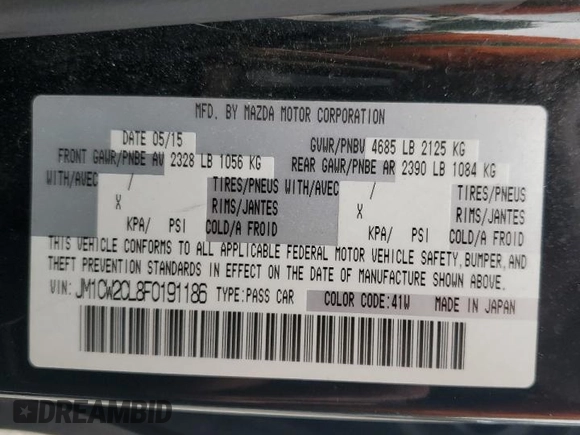 MFD. BY MAZDA MOTOR CORPORATION
DATE 05/15 GVWR/PNBV 4685 LB 2125 KG
FRONT GAWR/PNBE AV 2328 LB 1056 KG REAR GAWR/PNBE AR 2390 LB 1084 KG
WITH/AVEC / TIRES/PNEUS WITH/AVEC / TIRES/PNEUS
X RIMS/JANTES X RIMS/JANTES
KPA/ PSI COLD/A FROID KPA/ PSI COLD/A FROID
THIS VEHICLE CONFORMS TO ALL APPLICABLE FEDERAL MOTOR VEHICLE SAFETY, BUMPER, AND
THEFT PREVENTION STANDARDS IN EFFECT ON THE DATE OF MANUFACTURE SHOWN ABOVE.
VIN: JM1CW2CL8F0191186 TYPE:PASS CAR COLOR CODE:41W MADE IN JAPAN
DREAMBID